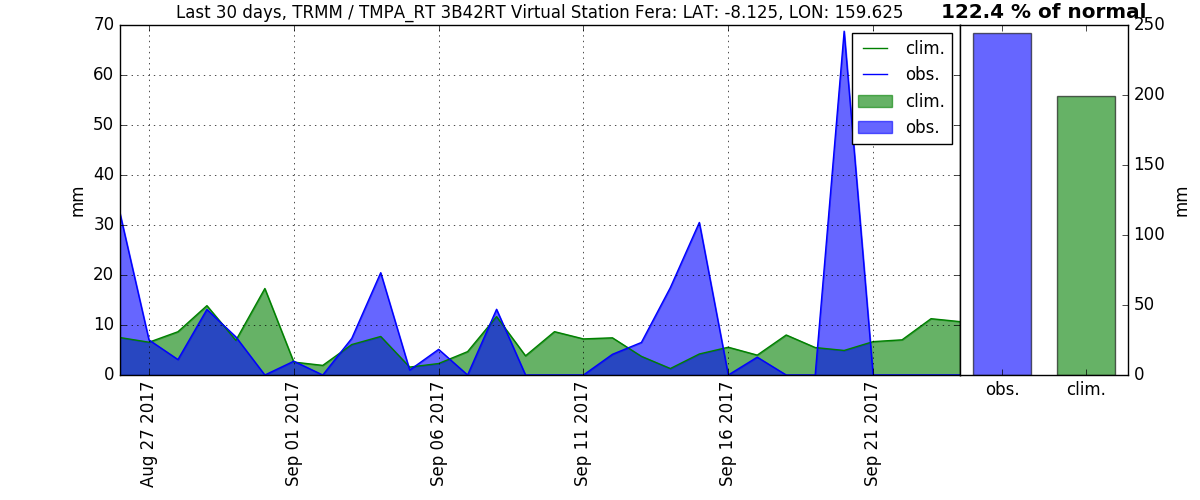 Last 30 days, TRMM / TMPA_RT 3B42RT Virtual Station Fera: LAT: -8.125, LON: 159.625
122.4 % of normal
70
60
50
40
30
20
10
0
mm
clim.
obs.
clim.
obs.
Aug 27 2017
Sep 01 2017
Sep 06 2017
Sep 11 2017
Sep 16 2017
Sep 21 2017
250
200
150
100
50
0
mm
obs.
clim.